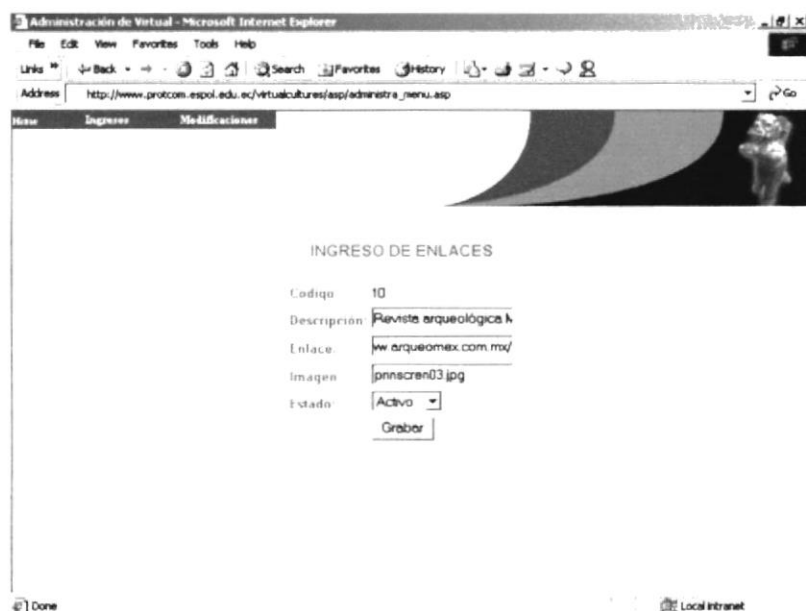 Administración de Virtual - Microsoft Internet Explorer
File Edit View Favorites Tools Help
Links » Back Search Favorites History
Address http://www.protcom.espol.edu.ec/virtualcultures/asp/administra_menu.asp Go
Home Ingresos Modificaciones
INGRESO DE ENLACES
Codigo 10
Descripción: Revista arqueológica M
Enlace: ww.arqueomex.com.mx/
Imagen pnnscren03.jpg
Estado: Activo
Grabar
Done Local intranet